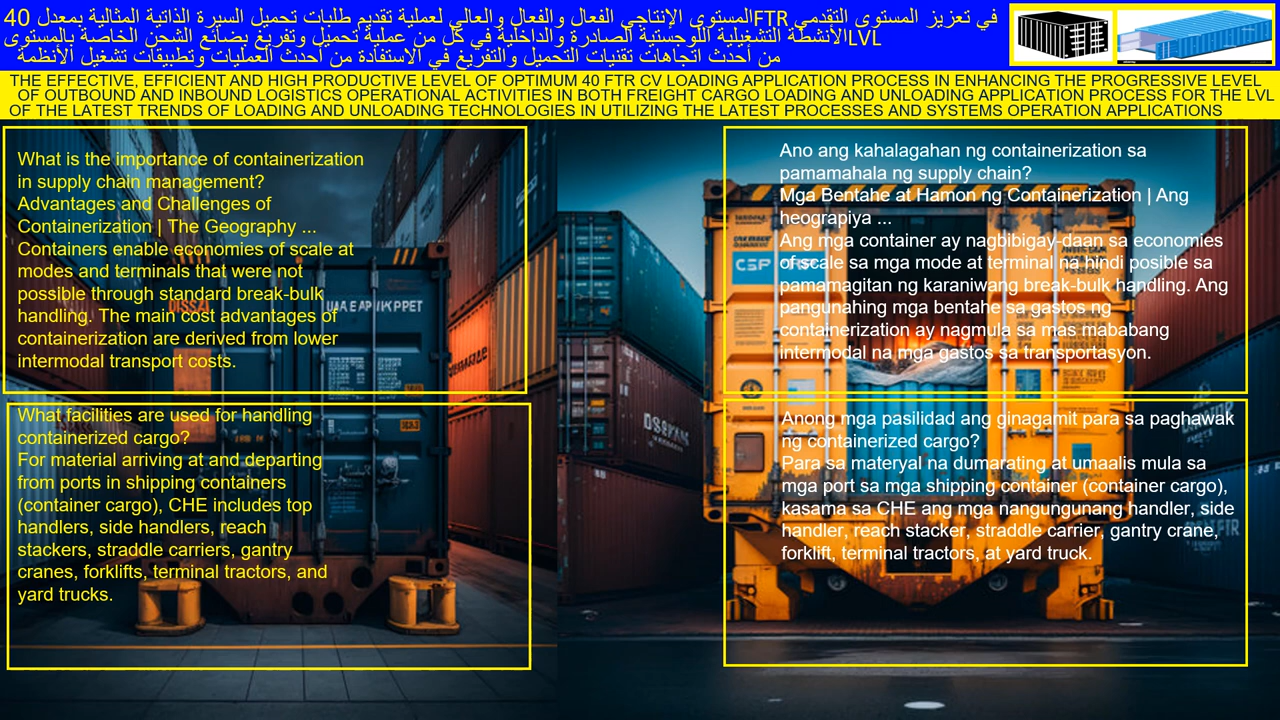 في تعزيز المستوى التقدمي FTRالمستوى الإنتاجي الفعال والفعال والعالي لعملية تقديم طلبات تحميل السيرة الذاتية المثالية بمعدل 40
LVLالأنشطة التشغيلية اللوجستية الصادرة والداخلية في كل من عملية تحميل وتفريغ بضائع الشحن الخاصة بالمستوى
من أحدث اتجاهات تقنيات التحميل والتفريغ في الاستفادة من أحدث العمليات وتطبيقات تشغيل الأنظمة
THE EFFECTIVE, EFFICIENT AND HIGH PRODUCTIVE LEVEL OF OPTIMUM 40 FTR CV LOADING APPLICATION PROCESS IN ENHANCING THE PROGRESSIVE LEVEL
OF OUTBOUND AND INBOUND LOGISTICS OPERATIONAL ACTIVITIES IN BOTH FREIGHT CARGO LOADING AND UNLOADING APPLICATION PROCESS FOR THE LVL
OF THE LATEST TRENDS OF LOADING AND UNLOADING TECHNOLOGIES IN UTILIZING THE LATEST PROCESSES AND SYSTEMS OPERATION APPLICATIONS
What is the importance of containerization
in supply chain management?
Advantages and Challenges of
Containerization | The Geography ...
Containers enable economies of scale at
modes and terminals that were not
possible through standard break-bulk
handling. The main cost advantages of
containerization are derived from lower
intermodal transport costs.
What facilities are used for handling
containerized cargo?
For material arriving at and departing
from ports in shipping containers
(container cargo), CHE includes top
handlers, side handlers, reach
stackers, straddle carriers, gantry
cranes, forklifts, terminal tractors, and
yard trucks.
Ano ang kahalagahan ng containerization sa
pamamahala ng supply chain?
Mga Bentahe at Hamon ng Containerization | Ang
heograpiya ...
Ang mga container ay nagbibigay-daan sa economies
of scale sa mga mode at terminal na hindi posible sa
pamamagitan ng karaniwang break-bulk handling. Ang
pangunahing mga bentahe sa gastos ng
containerization ay nagmula sa mas mababang
intermodal na mga gastos sa transportasyon.
Anong mga pasilidad ang ginagamit para sa paghawak
ng containerized cargo?
Para sa materyal na dumarating at umaalis mula sa
mga port sa mga shipping container (container cargo),
kasama sa CHE ang mga nangungunang handler, side
handler, reach stacker, straddle carrier, gantry crane,
forklift, terminal tractors, at yard truck.